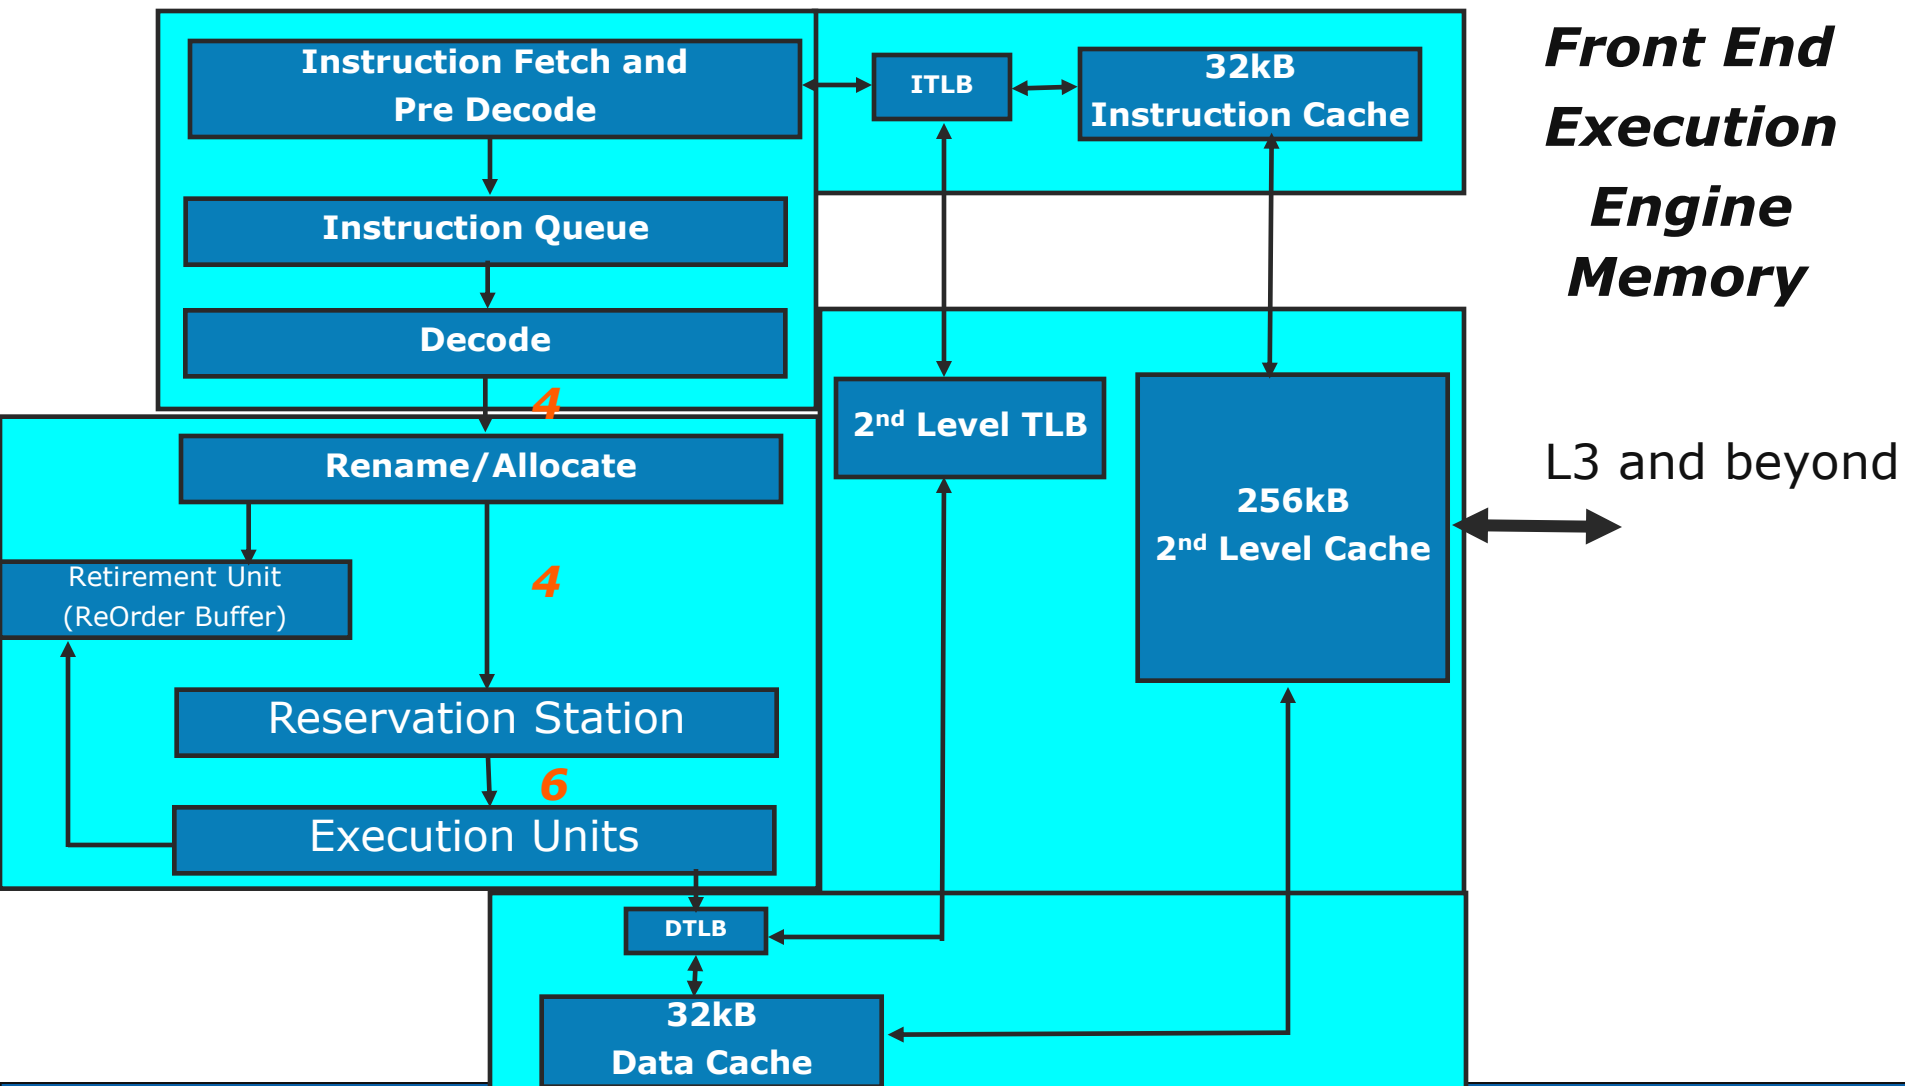 Instruction Fetch and
Pre Decode
ITLB
32kB
Instruction Cache
Front End
Execution
Engine
Memory
Instruction Queue
Decode
4
Rename/Allocate
2nd Level TLB
256kB
2nd Level Cache
L3 and beyond
Retirement Unit
(ReOrder Buffer)
4
Reservation Station
6
Execution Units
DTLB
32kB
Data Cache